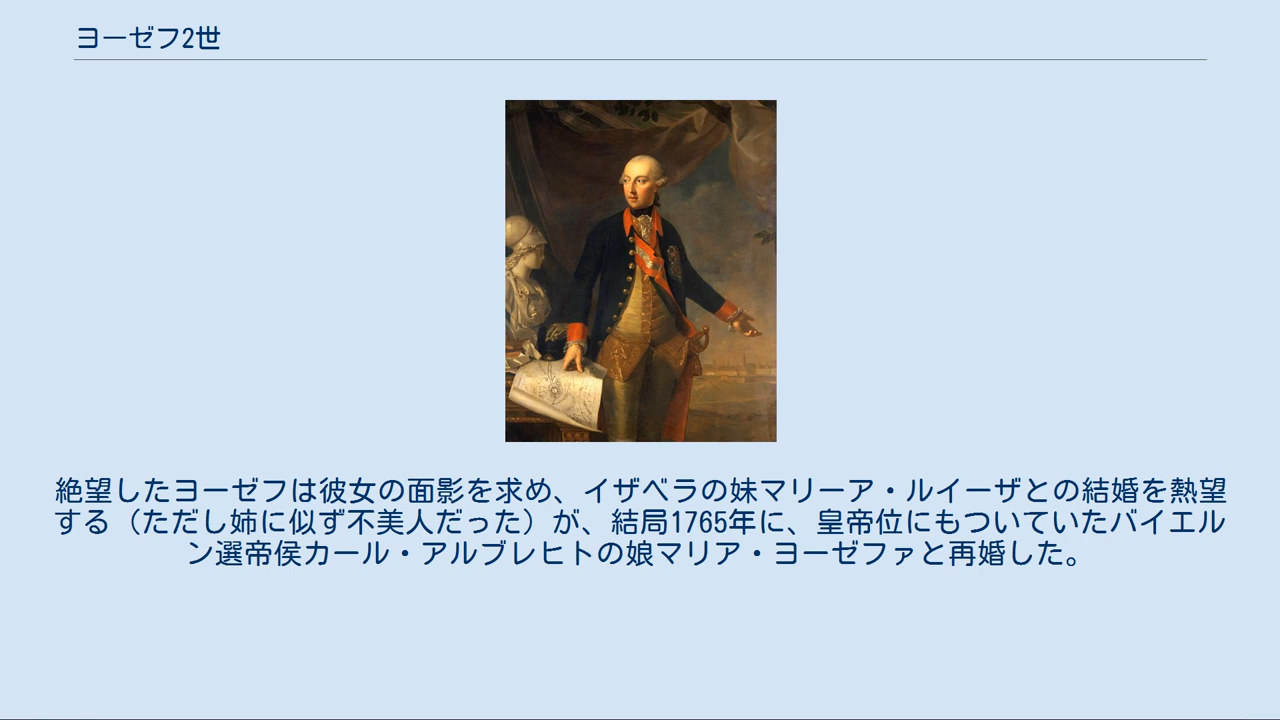 ヨーゼフ2世
絶望したヨーゼフは彼女の面影を求め、イザベラの妹マリーア・ルイーザとの結婚を熱望
する（ただし姉に似ず不美人だった）が、結局1765年に、皇帝位にもついていたバイエル
ン選帝侯カール・アルブレヒトの娘マリア・ヨーゼファと再婚した。